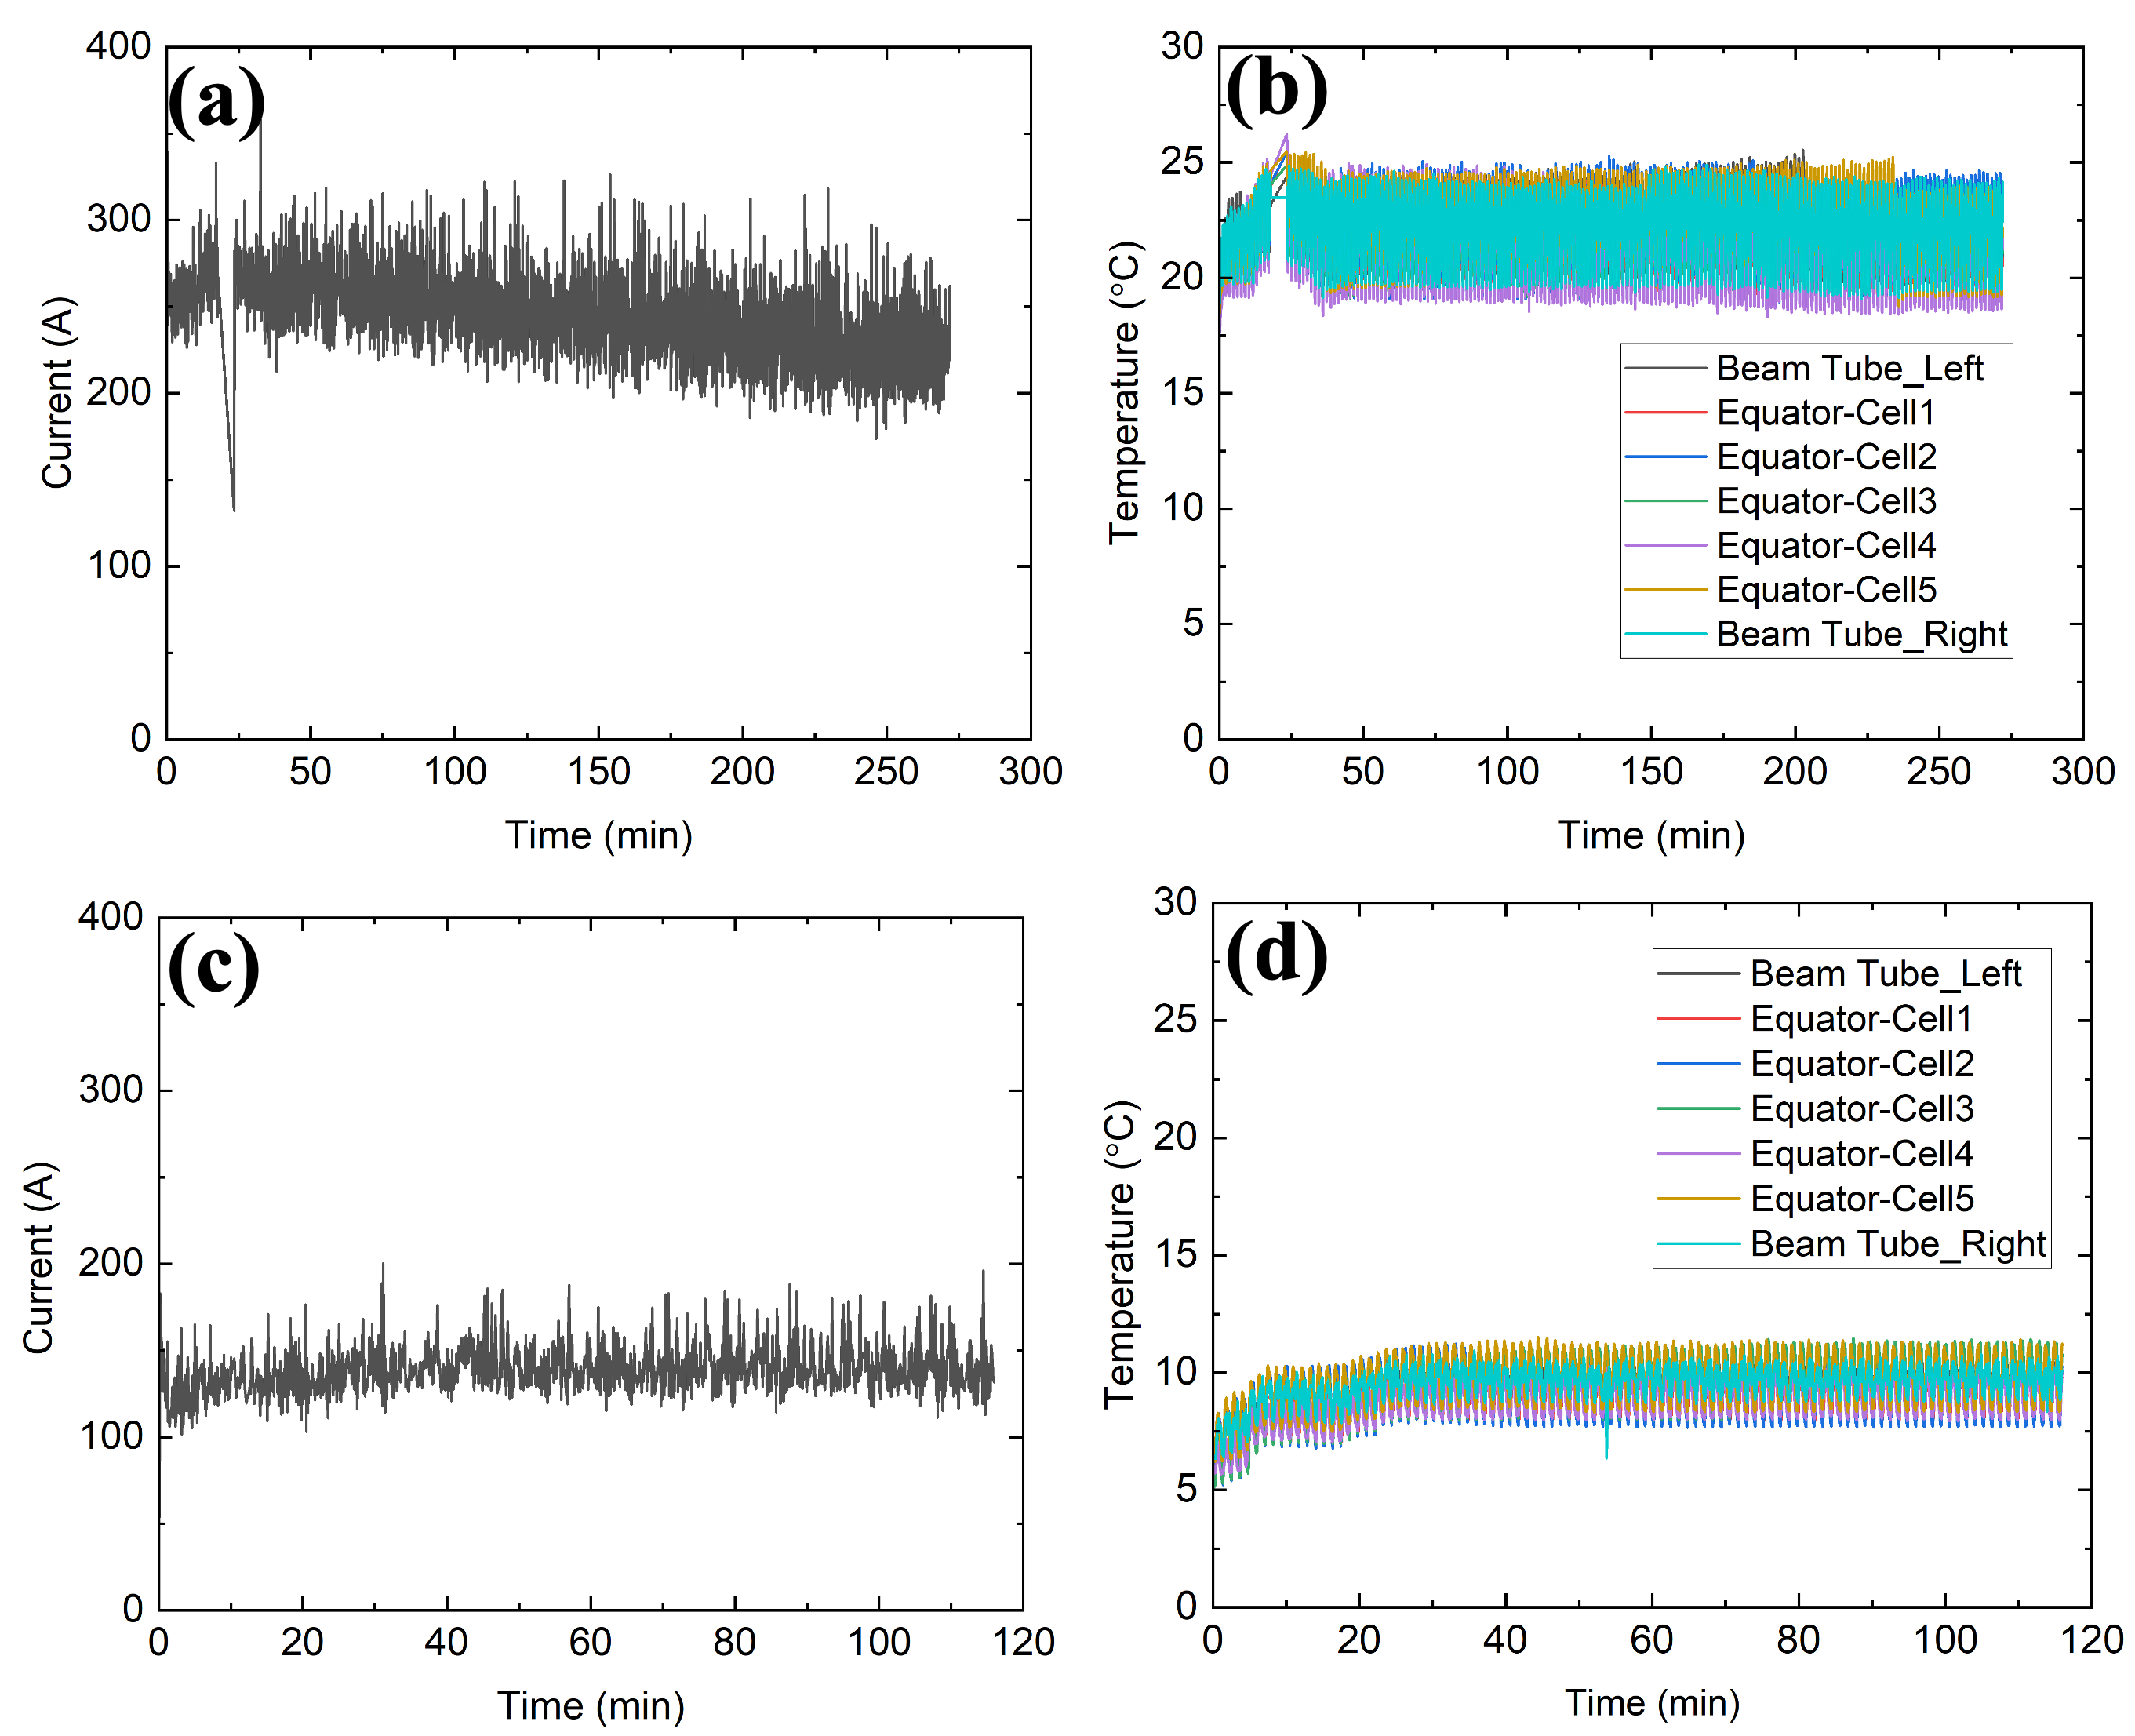 (a)
400
300
200
100
0
Current (A)
0 50 100 150 200 250 300
Time (min)
(b)
30
25
20
15
10
5
0
Temperature (°C)
Beam Tube_Left
Equator-Cell1
Equator-Cell2
Equator-Cell3
Equator-Cell4
Equator-Cell5
Beam Tube_Right
0 50 100 150 200 250 300
Time (min)
(c)
400
300
200
100
0
Current (A)
0 20 40 60 80 100 120
Time (min)
(d)
30
25
20
15
10
5
0
Temperature (°C)
Beam Tube_Left
Equator-Cell1
Equator-Cell2
Equator-Cell3
Equator-Cell4
Equator-Cell5
Beam Tube_Right
0 20 40 60 80 100 120
Time (min)